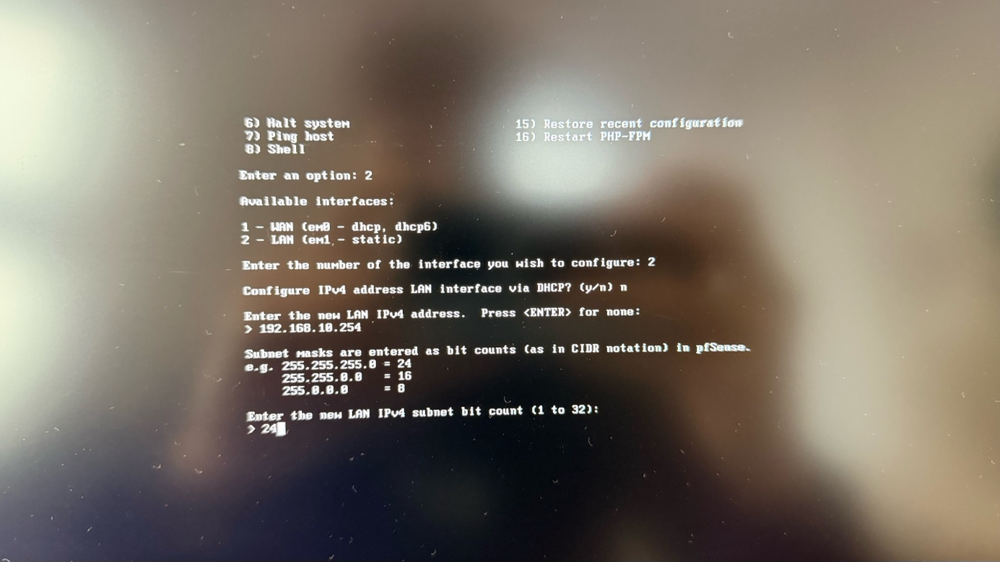 6) Halt system 15) Restore recent configuration
7) Ping host 16) Restart PHP-FPM
8) Shell
Enter an option: 2
Available interfaces:
1 - WAN (em0 - dhcp, dhcp6)
2 - LAN (em1 - static)
Enter the number of the interface you wish to configure: 2
Configure IPv4 address LAN interface via DHCP? (y/n) n
Enter the new LAN IPv4 address.  Press <ENTER> for none:
> 192.168.10.254
Subnet masks are entered as bit counts (as in CIDR notation) in pfSense.
e.g. 255.255.255.0 = 24
255.255.0.0 = 16
255.0.0.0 = 8
Enter the new LAN IPv4 subnet bit count (1 to 32):
> 24